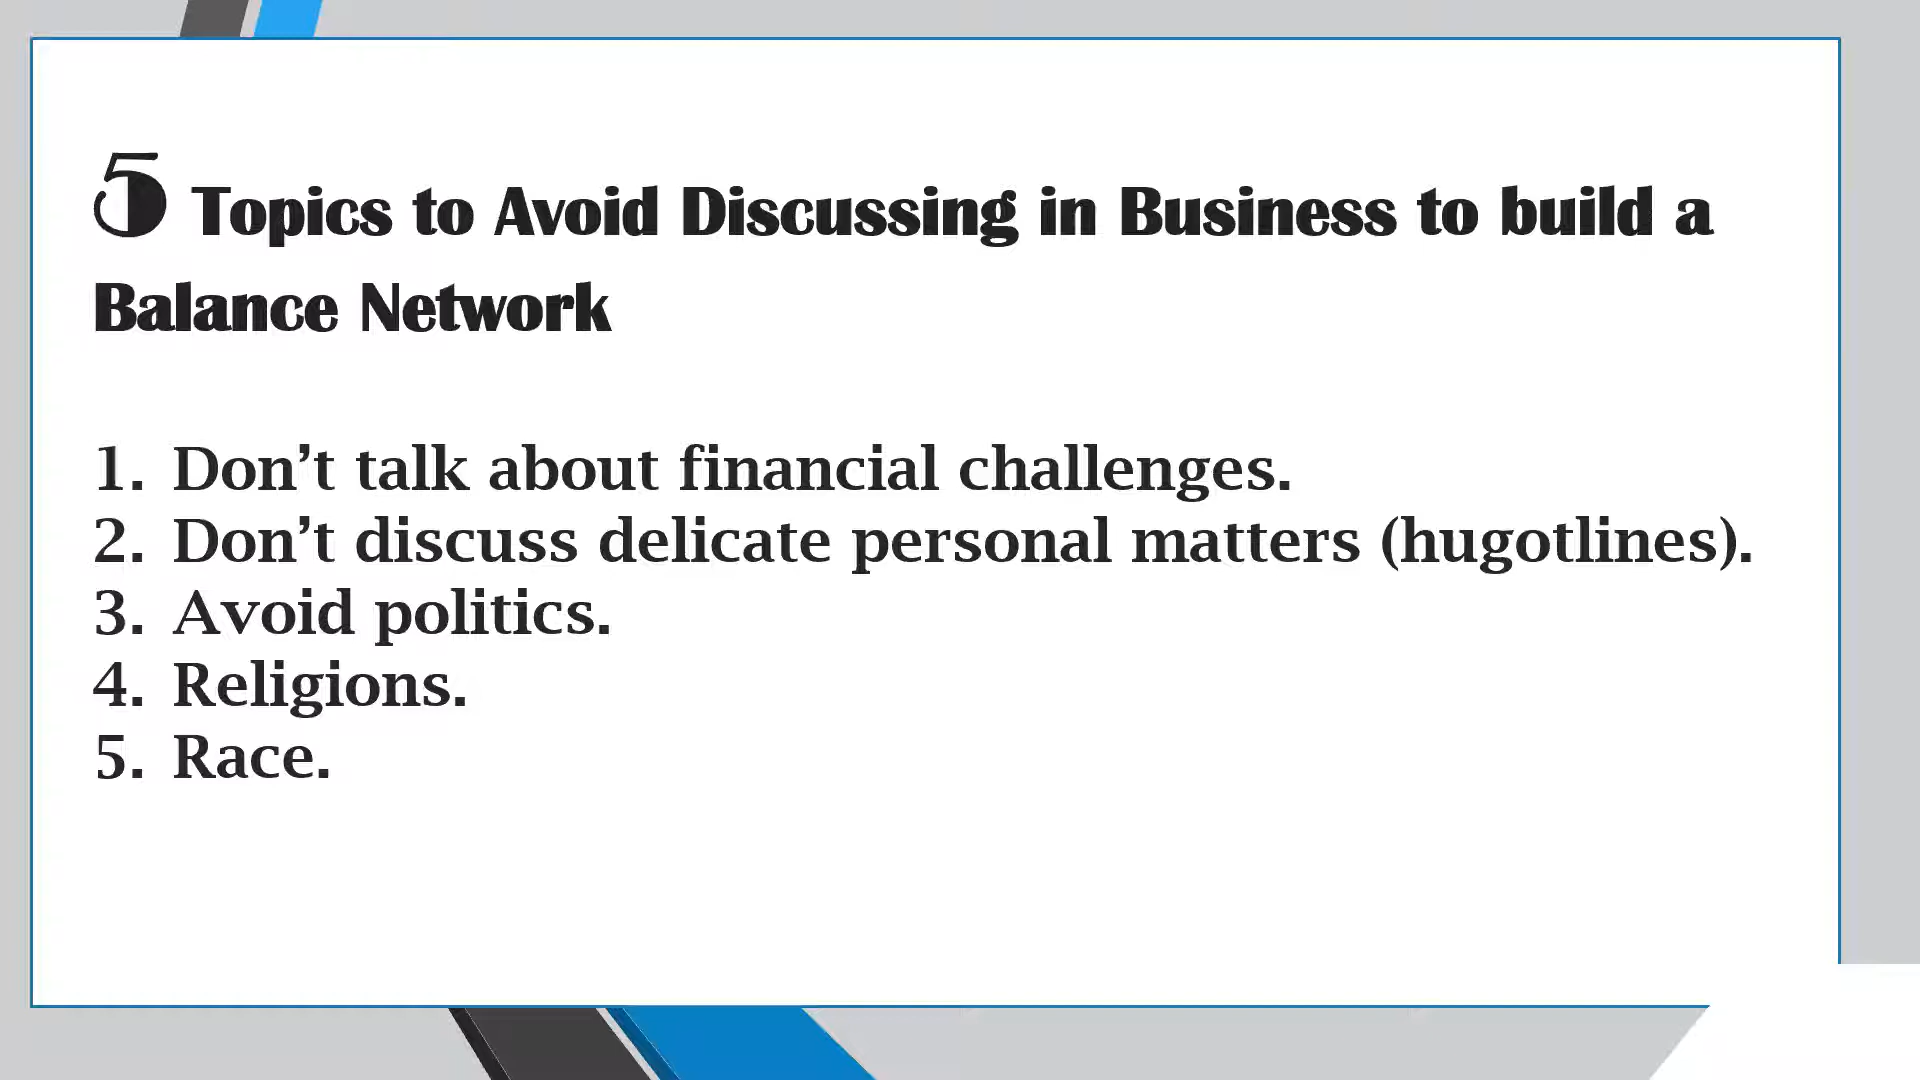 5 Topics to Avoid Discussing in Business to build a
Balance Network
1. Don’t talk about financial challenges.
2. Don’t discuss delicate personal matters (hugotlines).
3. Avoid politics.
4. Religions.
5. Race.